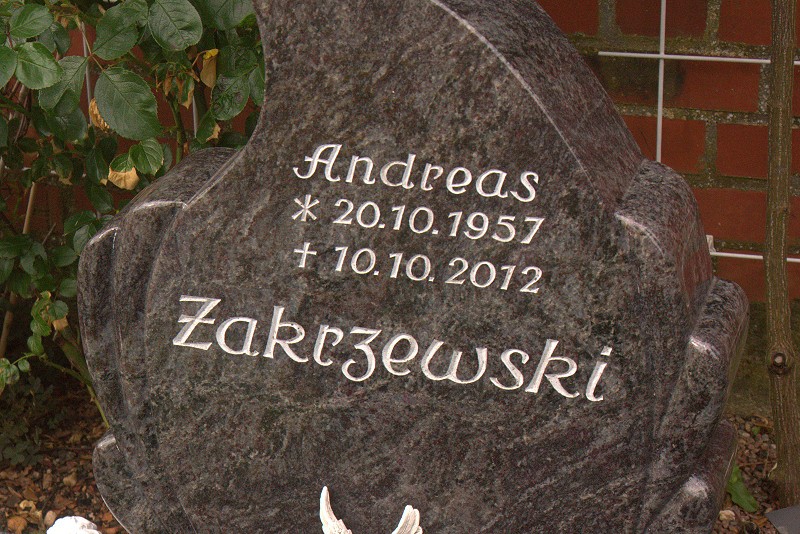 Andreas
* 20.10.1957
† 10.10.2012
Zakrzewski